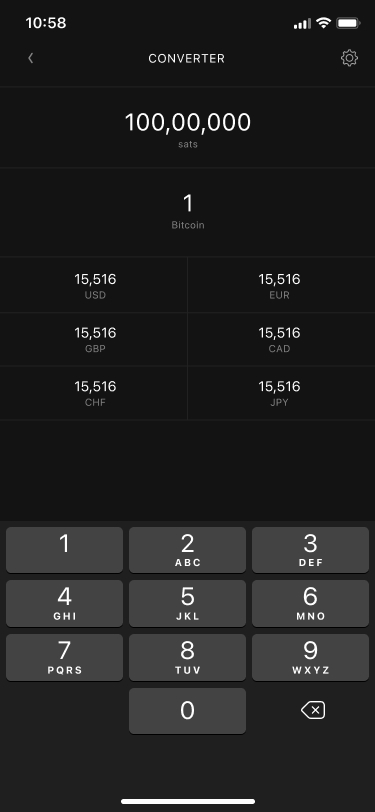 10:58
CONVERTER
100,00,000
sats
1
Bitcoin
15,516 15,516
USD EUR
15,516 15,516
GBP CAD
15,516 15,516
CHF JPY
1 2 3
ABC DEF
4 5 6
GHI JKL MNO
7 8 9
PQRS TUV WXYZ
0